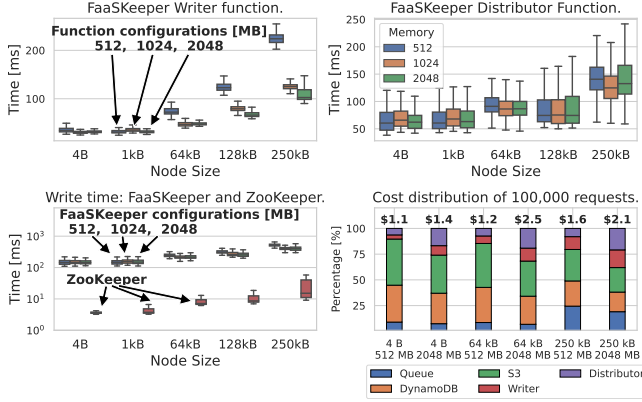 FaaSKeeper Writer function.
Function configurations [MB]
512, 1024, 2048
Time [ms]
200
100
4B 1kB 64kB 128kB 250kB
Node Size
FaaSKeeper Distributor Function.
Memory
512
1024
2048
Time [ms]
250
200
150
100
50
4B 1kB 64kB 128kB 250kB
Node Size
Write time: FaaSKeeper and ZooKeeper.
FaaSKeeper configurations [MB]
512, 1024, 2048
ZooKeeper
Time [ms]
10³
10²
10¹
10⁰
4B 1kB 64kB 128kB 250kB
Node Size
Cost distribution of 100,000 requests.
$1.1 $1.4 $1.2 $2.5 $1.6 $2.1
Percentage [%]
100
75
50
25
0
4 B 4 B 64 kB 64 kB 250 kB 250 kB
512 MB 2048 MB 512 MB 2048 MB 512 MB 2048 MB
Queue S3 Distributor
DynamoDB Writer